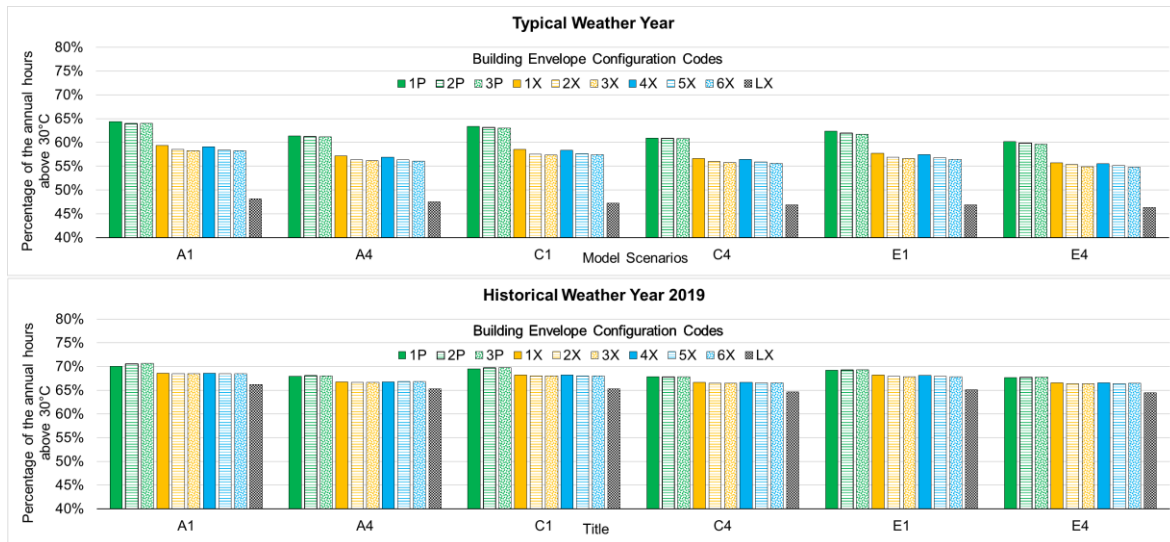 Typical Weather Year
Percentage of the annual hours
above 30°C
80%
75%
70%
65%
60%
55%
50%
45%
40%
Building Envelope Configuration Codes
1P 2P 3P 1X 2X 3X 4X 5X 6X LX
A1 A4 C1 C4 E1 E4
Model Scenarios
Historical Weather Year 2019
Percentage of the annual hours
above 30°C
80%
75%
70%
65%
60%
55%
50%
45%
40%
Building Envelope Configuration Codes
1P 2P 3P 1X 2X 3X 4X 5X 6X LX
A1 A4 C1 C4 E1 E4
Title